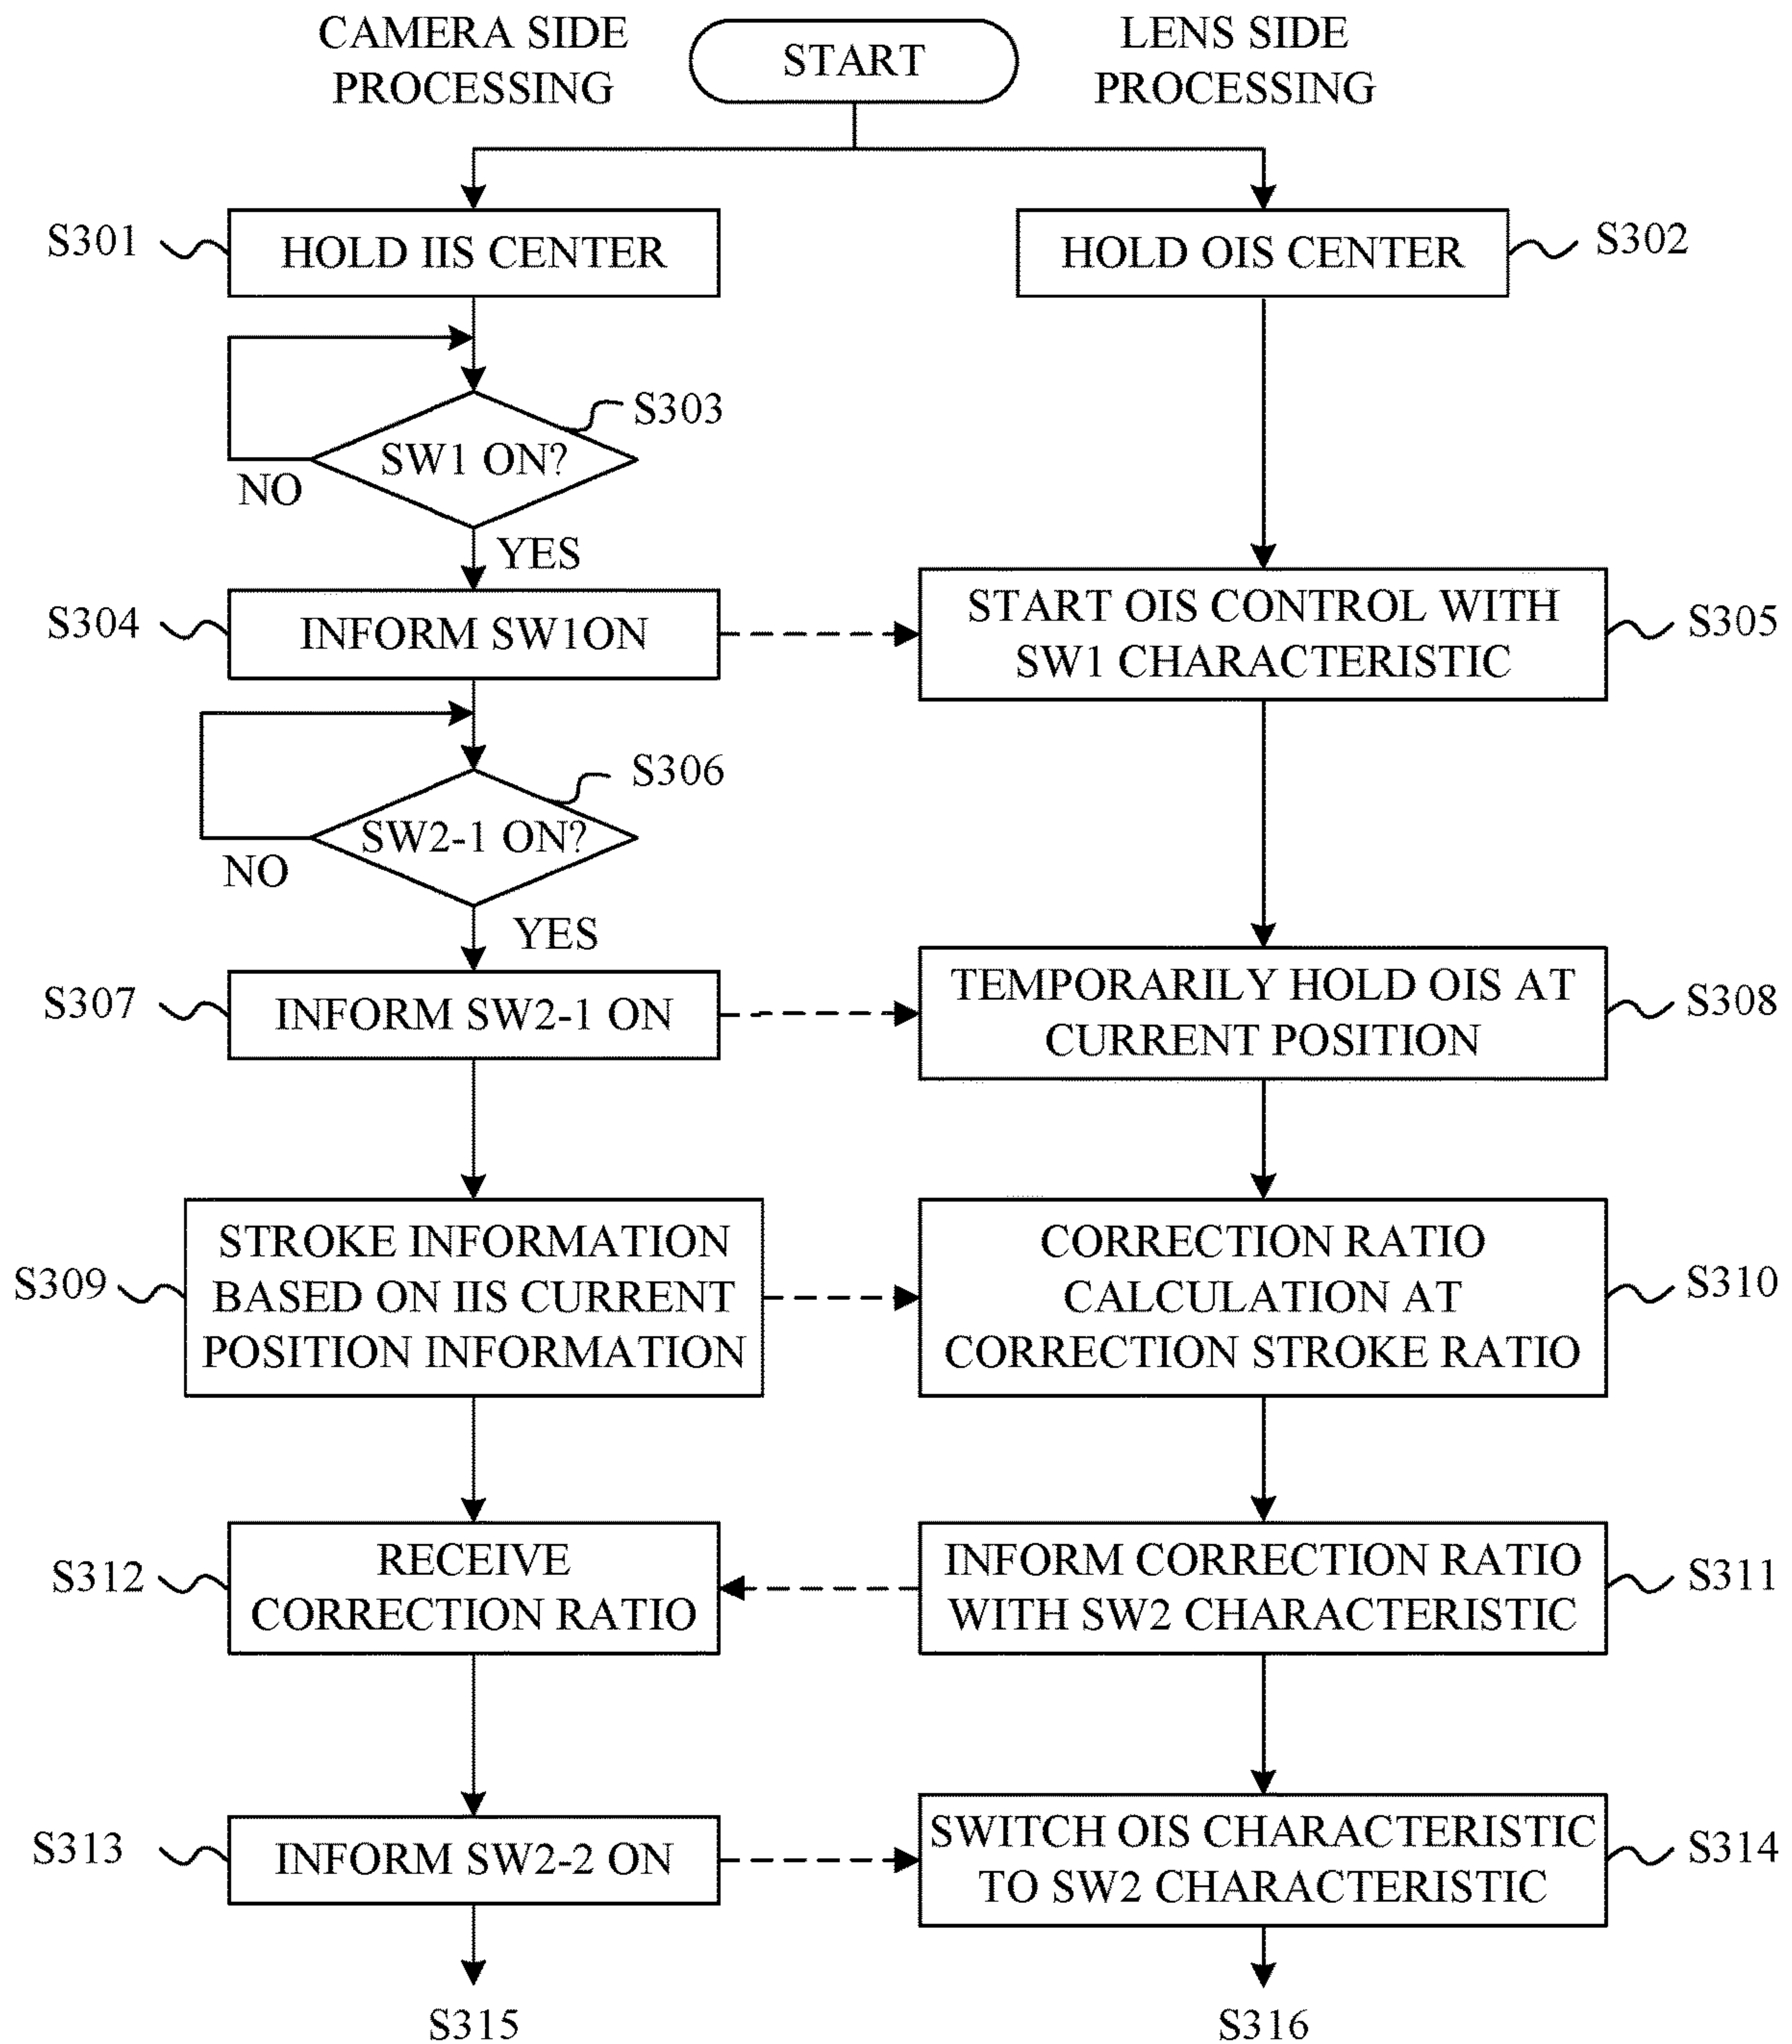 CAMERA SIDE
PROCESSING
START
LENS SIDE
PROCESSING
S301
HOLD IIS CENTER
HOLD OIS CENTER
S302
S303
SW1 ON?
NO
YES
S304
INFORM SW1ON
START OIS CONTROL WITH
SW1 CHARACTERISTIC
S305
S306
SW2-1 ON?
NO
YES
S307
INFORM SW2-1 ON
TEMPORARILY HOLD OIS AT
CURRENT POSITION
S308
S309
STROKE INFORMATION
BASED ON IIS CURRENT
POSITION INFORMATION
CORRECTION RATIO
CALCULATION AT
CORRECTION STROKE RATIO
S310
S312
RECEIVE
CORRECTION RATIO
INFORM CORRECTION RATIO
WITH SW2 CHARACTERISTIC
S311
S313
INFORM SW2-2 ON
SWITCH OIS CHARACTERISTIC
TO SW2 CHARACTERISTIC
S314
S315
S316